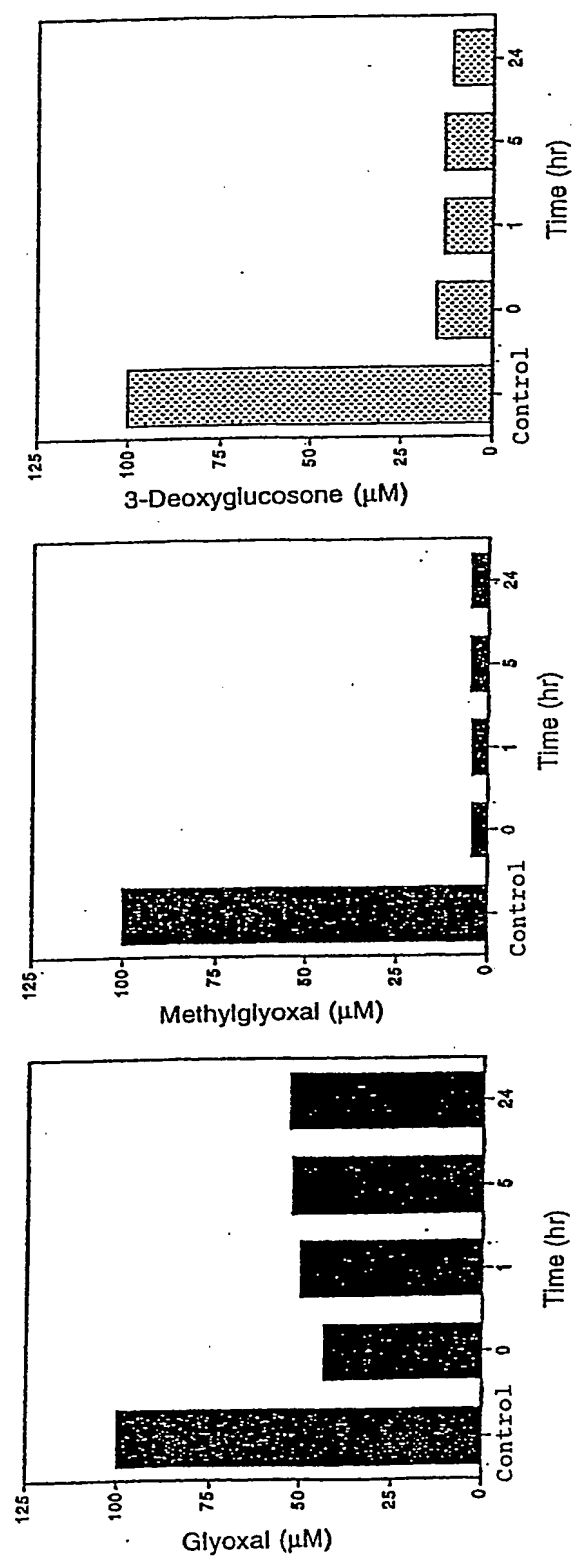 Glyoxal (μM)
125
100
75
50
25
0
Control 0 1 5 24
Time (hr)
Methylglyoxal (μM)
125
100
75
50
25
0
Control 0 1 5 24
Time (hr)
3-Deoxyglucosone (μM)
125
100
75
50
25
0
Control 0 1 5 24
Time (hr)